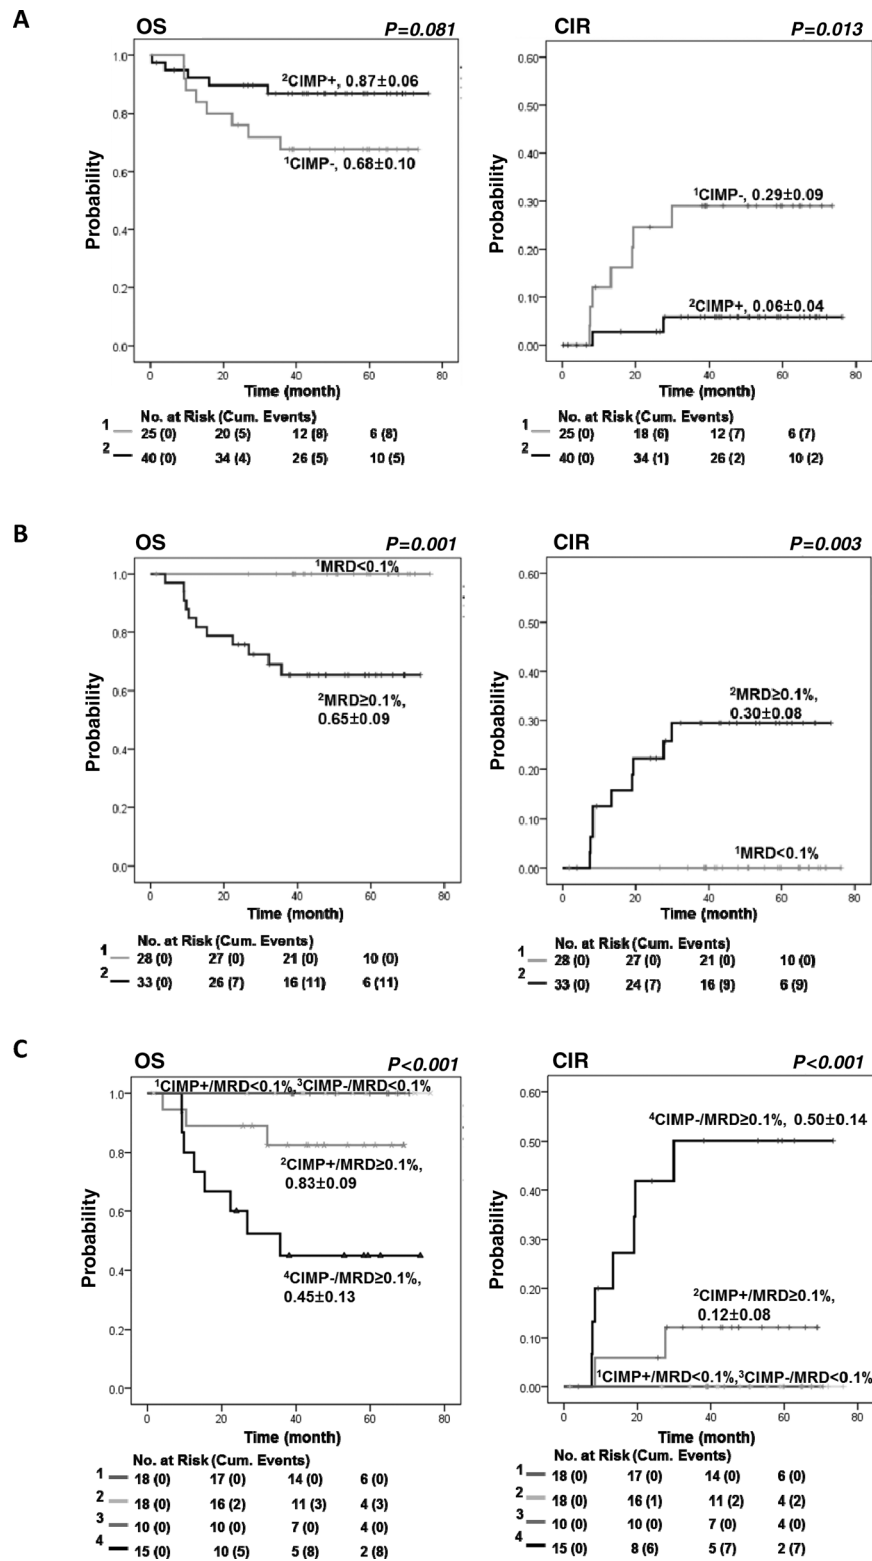 A
OS
P=0.081
1.0
0.8
0.6
0.4
0.2
0.0
Probability
²CIMP+, 0.87±0.06
¹CIMP-, 0.68±0.10
0 20 40 60 80
Time (month)
No. at Risk (Cum. Events)
1 25 (0) 20 (5) 12 (8) 6 (8)
2 40 (0) 34 (4) 26 (5) 10 (5)
CIR
P=0.013
0.60
0.50
0.40
0.30
0.20
0.10
0.00
Probability
¹CIMP-, 0.29±0.09
²CIMP+, 0.06±0.04
0 20 40 60 80
Time (month)
No. at Risk (Cum. Events)
1 25 (0) 18 (6) 12 (7) 6 (7)
2 40 (0) 34 (1) 26 (2) 10 (2)
B
OS
P=0.001
1.0
0.8
0.6
0.4
0.2
0.0
Probability
¹MRD<0.1%
²MRD≥0.1%,
0.65±0.09
0 20 40 60 80
Time (month)
No. at Risk (Cum. Events)
1 28 (0) 27 (0) 21 (0) 10 (0)
2 33 (0) 26 (7) 16 (11) 6 (11)
CIR
P=0.003
0.60
0.50
0.40
0.30
0.20
0.10
0.00
Probability
²MRD≥0.1%,
0.30±0.08
¹MRD<0.1%
0 20 40 60 80
Time (month)
No. at Risk (Cum. Events)
1 28 (0) 27 (0) 21 (0) 10 (0)
2 33 (0) 24 (7) 16 (9) 6 (9)
C
OS
P<0.001
1.0
0.8
0.6
0.4
0.2
0.0
Probability
¹CIMP+/MRD<0.1%,³CIMP-/MRD<0.1%
²CIMP+/MRD≥0.1%,
0.83±0.09
⁴CIMP-/MRD≥0.1%,
0.45±0.13
0 20 40 60 80
Time (month)
No. at Risk (Cum. Events)
1 18 (0) 17 (0) 14 (0) 6 (0)
2 18 (0) 16 (2) 11 (3) 4 (3)
3 10 (0) 10 (0) 7 (0) 4 (0)
4 15 (0) 10 (5) 5 (8) 2 (8)
CIR
P<0.001
0.60
0.50
0.40
0.30
0.20
0.10
0.00
Probability
⁴CIMP-/MRD≥0.1%, 0.50±0.14
²CIMP+/MRD≥0.1%,
0.12±0.08
¹CIMP+/MRD<0.1%,³CIMP-/MRD<0.1%
0 20 40 60 80
Time (month)
No. at Risk (Cum. Events)
1 18 (0) 17 (0) 14 (0) 6 (0)
2 18 (0) 16 (1) 11 (2) 4 (2)
3 10 (0) 10 (0) 7 (0) 4 (0)
4 15 (0) 8 (6) 5 (7) 2 (7)